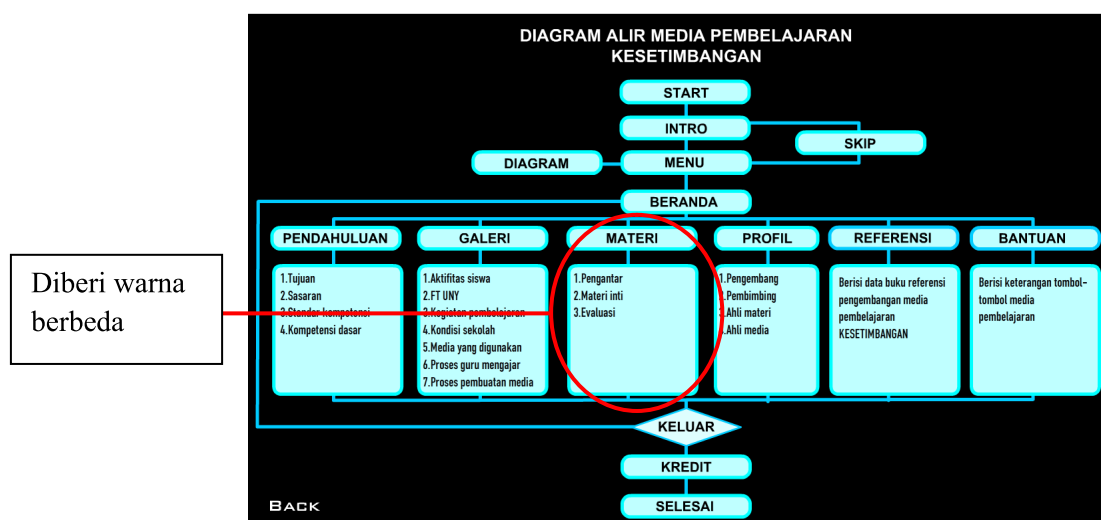 DIAGRAM ALIR MEDIA PEMBELAJARAN
KESETIMBANGAN
START
INTRO
SKIP
DIAGRAM
MENU
BERANDA
PENDAHULUAN
GALERI
MATERI
PROFIL
REFERENSI
BANTUAN
1.Tujuan
2.Sasaran
3.Standar kompetensi
4.Kompetensi dasar
1.Aktifitas siswa
2.FT UNY
3.Kegiatan pembelajaran
4.Kondisi sekolah
5.Media yang digunakan
6.Proses guru mengajar
7.Proses pembuatan media
1.Pengantar
2.Materi inti
3.Evaluasi
1.Pengembang
2.Pembimbing
3.Ahli materi
4.Ahli media
Berisi data buku referensi
pengembangan media
pembelajaran
KESETIMBANGAN
Berisi keterangan tombol-
tombol media
pembelajaran
Diberi warna
berbeda
KELUAR
KREDIT
SELESAI
BACK